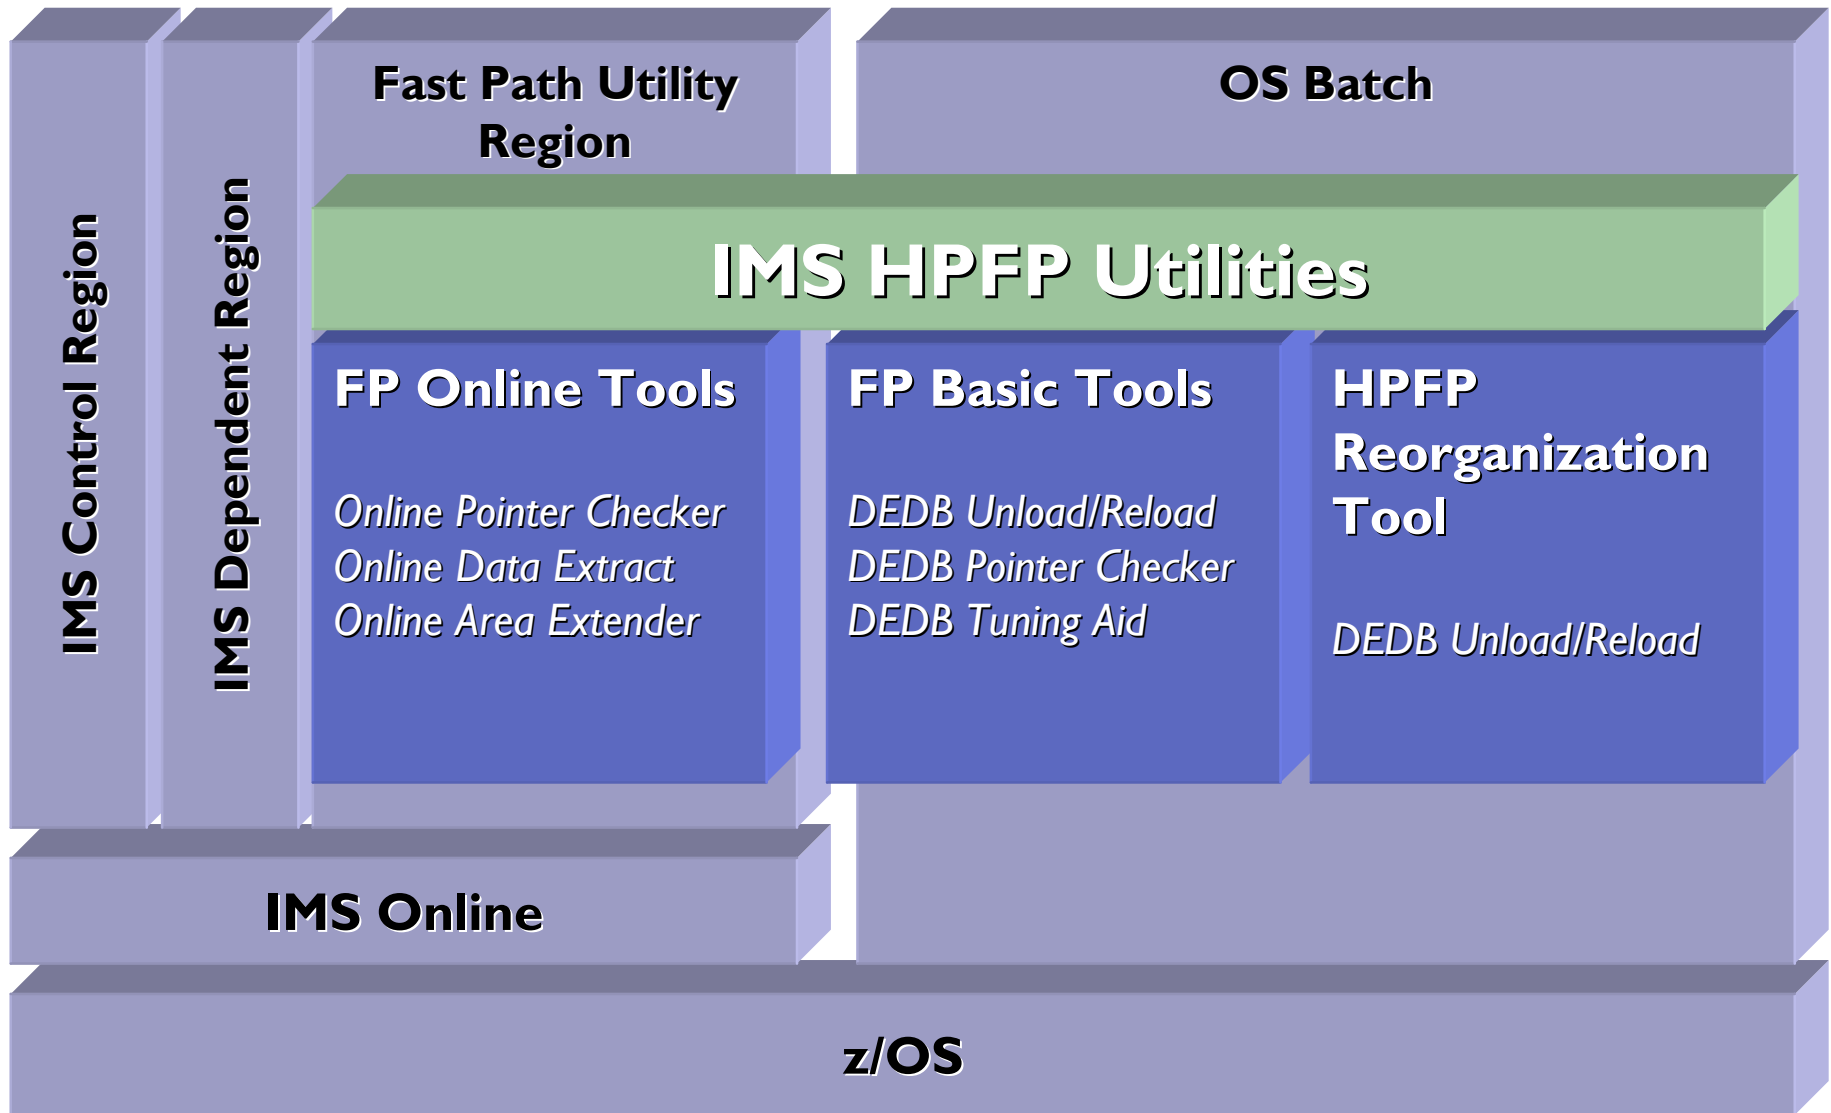 IMS Control Region
IMS Dependent Region
Fast Path Utility
Region
OS Batch
IMS HPFP Utilities
FP Online Tools
Online Pointer Checker
Online Data Extract
Online Area Extender
FP Basic Tools
DEDB Unload/Reload
DEDB Pointer Checker
DEDB Tuning Aid
HPFP
Reorganization
Tool
DEDB Unload/Reload
IMS Online
z/OS